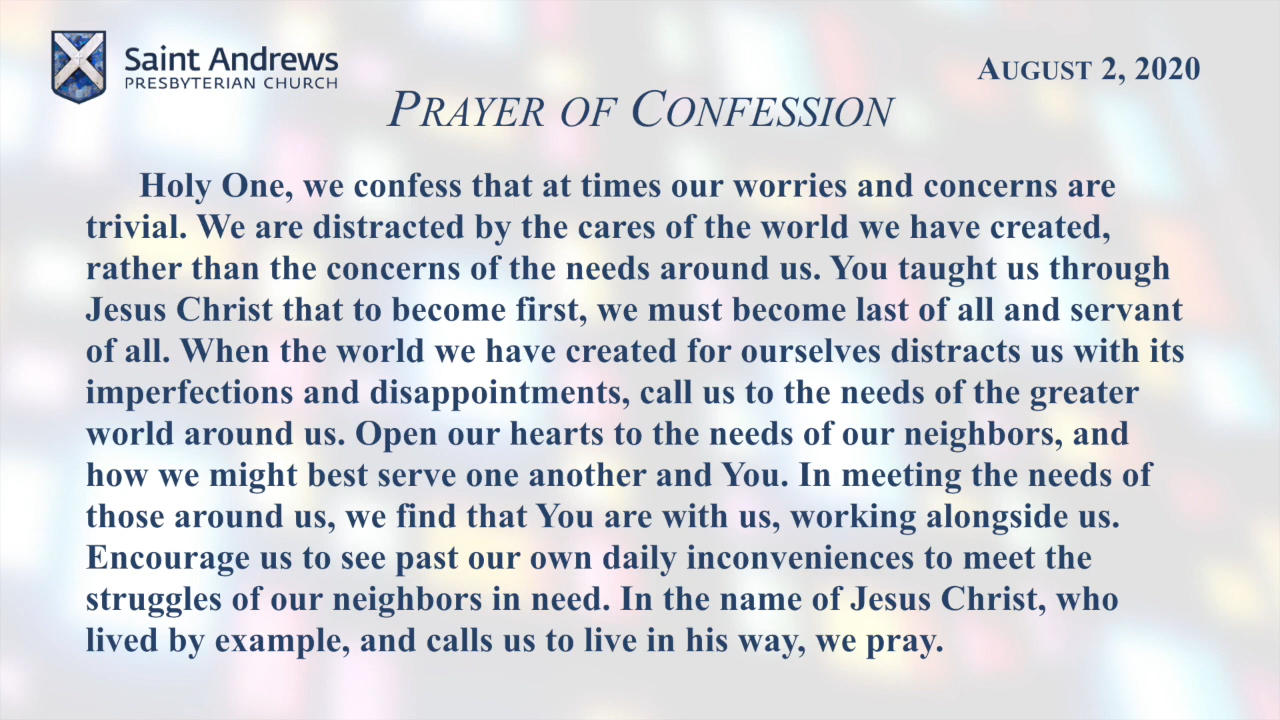 Saint Andrews
PRESBYTERIAN CHURCH
AUGUST 2, 2020
PRAYER OF CONFESSION
Holy One, we confess that at times our worries and concerns are
trivial. We are distracted by the cares of the world we have created,
rather than the concerns of the needs around us. You taught us through
Jesus Christ that to become first, we must become last of all and servant
of all. When the world we have created for ourselves distracts us with its
imperfections and disappointments, call us to the needs of the greater
world around us. Open our hearts to the needs of our neighbors, and
how we might best serve one another and You. In meeting the needs of
those around us, we find that You are with us, working alongside us.
Encourage us to see past our own daily inconveniences to meet the
struggles of our neighbors in need. In the name of Jesus Christ, who
lived by example, and calls us to live in his way, we pray.